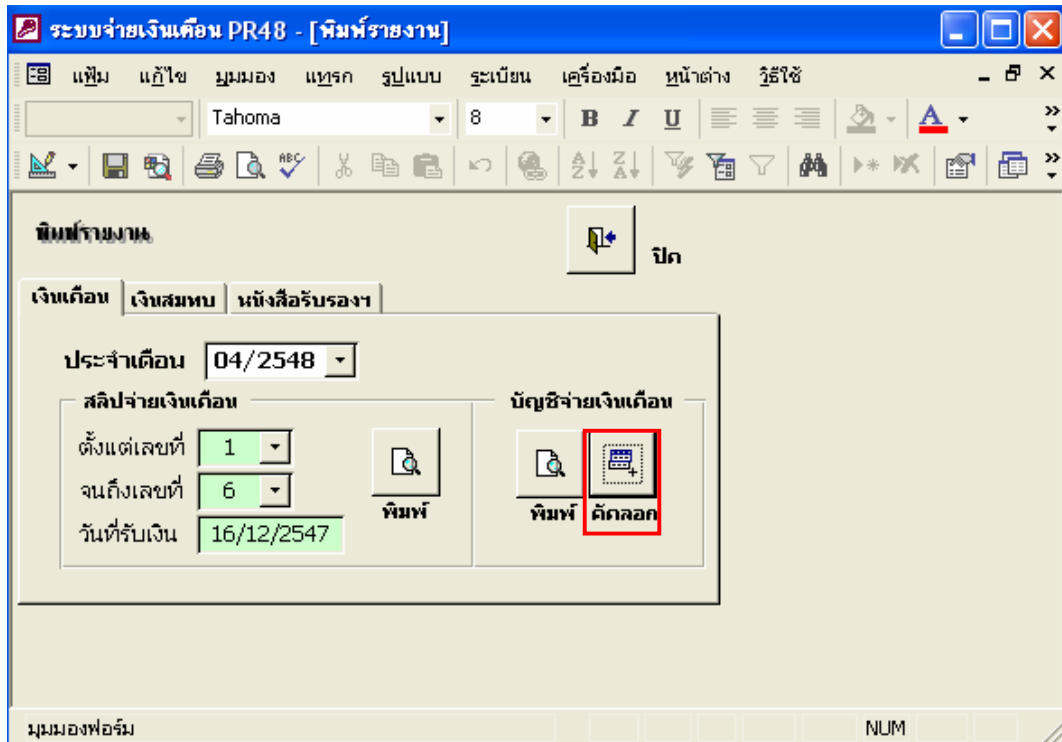 ระบบจ่ายเงินเดือน PR48 - [พิมพ์รายงาน]
แฟ้ม แก้ไข มุมมอง แทรก รูปแบบ ระเบียน เครื่องมือ หน้าต่าง วิธีใช้
Tahoma 8 B I U A
พิมพ์รายงาน
ปิด
เงินเดือน เงินสมทบ หนังสือรับรองฯ
ประจำเดือน 04/2548
สลิปจ่ายเงินเดือน บัญชีจ่ายเงินเดือน
ตั้งแต่เลขที่ 1
จนถึงเลขที่ 6
พิมพ์ พิมพ์ คัดลอก
วันที่รับเงิน 16/12/2547
มุมมองฟอร์ม NUM